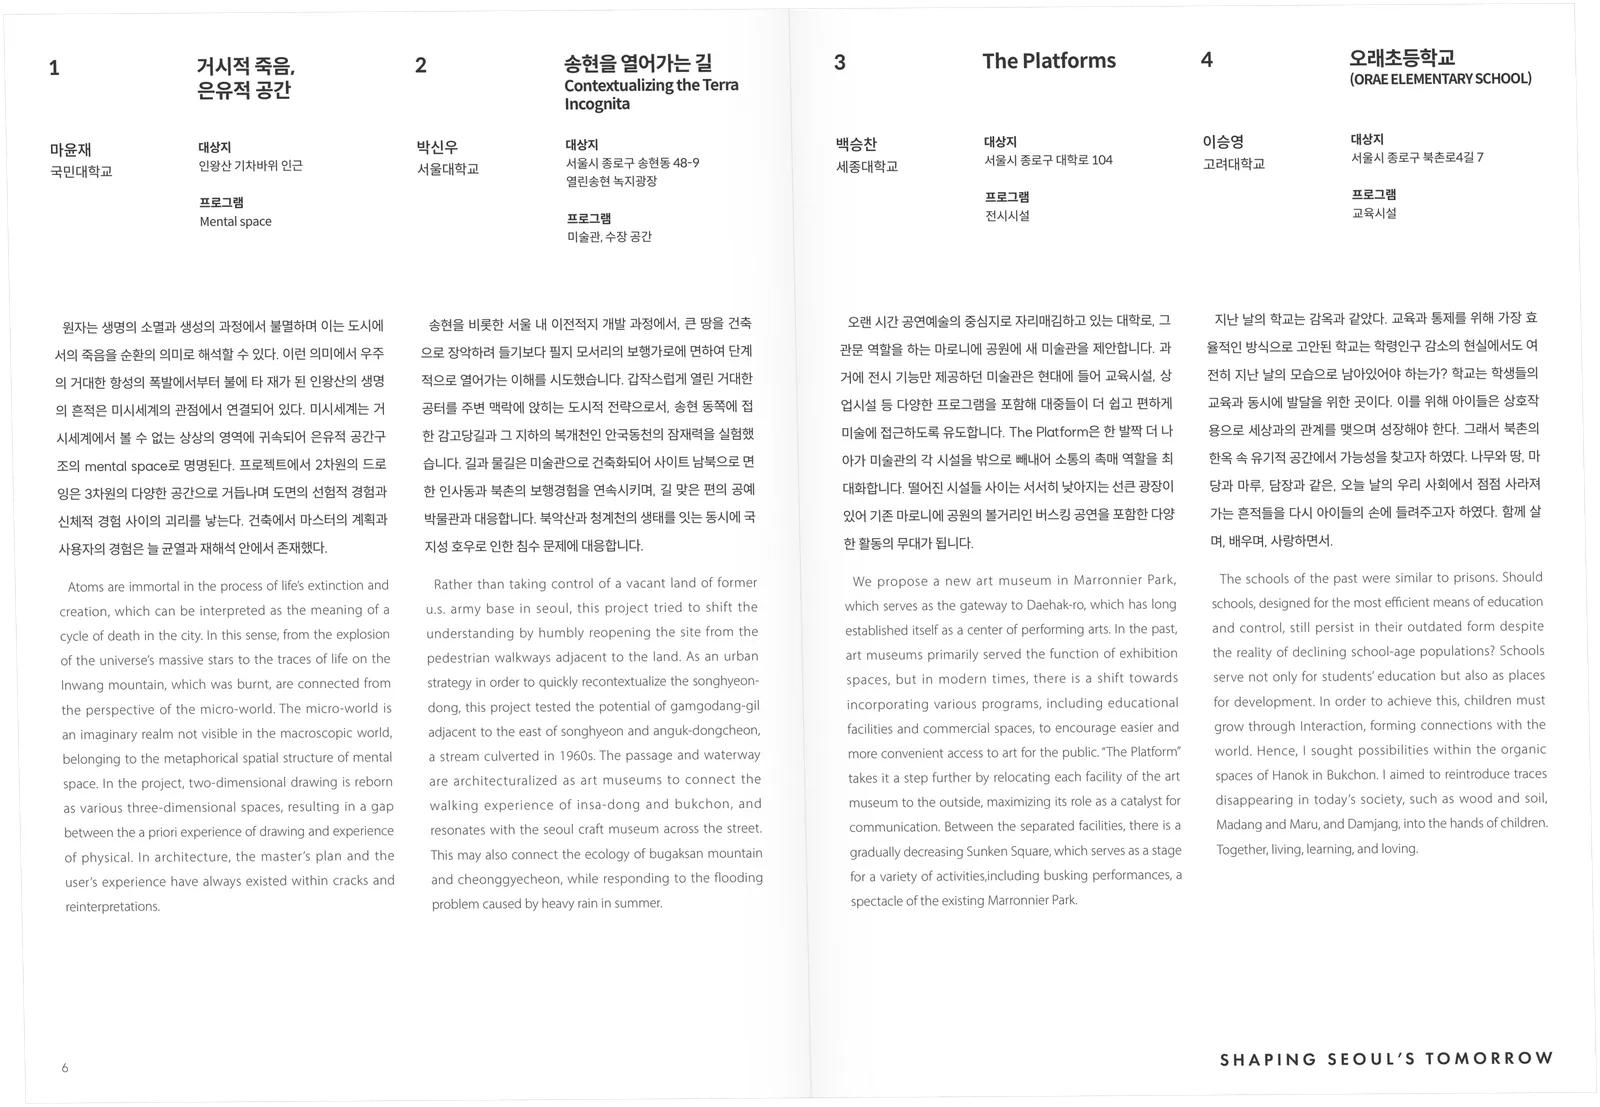 1
거시적 죽음,
은유적 공간
마윤재
국민대학교
대상지
인왕산 기차바위 인근
프로그램
Mental space
원자는 생명의 소멸과 생성의 과정에서 불멸하며 이는 도시에
서의 죽음을 순환의 의미로 해석할 수 있다. 이런 의미에서 우주
의 거대한 항성의 폭발에서부터 불에 타 재가 된 인왕산의 생명
의 흔적은 미시세계의 관점에서 연결되어 있다. 미시세계는 거
시세계에서 볼 수 없는 상상의 영역에 귀속되어 은유적 공간구
조의 mental space로 명명된다. 프로젝트에서 2차원의 드로
잉은 3차원의 다양한 공간으로 거듭나며 도면의 선험적 경험과
신체적 경험 사이의 괴리를 낳는다. 건축에서 마스터의 계획과
사용자의 경험은 늘 균열과 재해석 안에서 존재했다.
Atoms are immortal in the process of life's extinction and
creation, which can be interpreted as the meaning of a
cycle of death in the city. In this sense, from the explosion
of the universe's massive stars to the traces of life on the
Inwang mountain, which was burnt, are connected from
the perspective of the micro-world. The micro-world is
an imaginary realm not visible in the macroscopic world,
belonging to the metaphorical spatial structure of mental
space. In the project, two-dimensional drawing is reborn
as various three-dimensional spaces, resulting in a gap
between the a priori experience of drawing and experience
of physical. In architecture, the master's plan and the
user's experience have always existed within cracks and
reinterpretations.
2
송현을 열어가는 길
Contextualizing the Terra
Incognita
박신우
서울대학교
대상지
서울시 종로구 송현동 48-9
열린송현 녹지광장
프로그램
미술관, 수장 공간
송현을 비롯한 서울 내 이전적지 개발 과정에서, 큰 땅을 건축
으로 장악하려 들기보다 필지 모서리의 보행가로에 면하여 단계
적으로 열어가는 이해를 시도했습니다. 갑작스럽게 열린 거대한
공터를 주변 맥락에 앉히는 도시적 전략으로서, 송현 동쪽에 접
한 감고당길과 그 지하의 복개천인 안국동천의 잠재력을 실험했
습니다. 길과 물길은 미술관으로 건축화되어 사이트 남북으로 면
한 인사동과 북촌의 보행경험을 연속시키며, 길 맞은 편의 공예
박물관과 대응합니다. 북악산과 청계천의 생태를 잇는 동시에 국
지성 호우로 인한 침수 문제에 대응합니다.
Rather than taking control of a vacant land of former
u.s. army base in seoul, this project tried to shift the
understanding by humbly reopening the site from the
pedestrian walkways adjacent to the land. As an urban
strategy in order to quickly recontextualize the songhyeon-
dong, this project tested the potential of gamgodang-gil
adjacent to the east of songhyeon and anguk-dongcheon,
a stream culverted in 1960s. The passage and waterway
are architecturalized as art museums to connect the
walking experience of insa-dong and bukchon, and
resonates with the seoul craft museum across the street.
This may also connect the ecology of bugaksan mountain
and cheonggyecheon, while responding to the flooding
problem caused by heavy rain in summer.
3
The Platforms
백승찬
세종대학교
대상지
서울시 종로구 대학로 104
프로그램
전시시설
오랜 시간 공연예술의 중심지로 자리매김하고 있는 대학로, 그
관문 역할을 하는 마로니에 공원에 새 미술관을 제안합니다. 과
거에 전시 기능만 제공하던 미술관은 현대에 들어 교육시설, 상
업시설 등 다양한 프로그램을 포함해 대중들이 더 쉽고 편하게
미술에 접근하도록 유도합니다. The Platform은 한 발짝 더 나
아가 미술관의 각 시설을 밖으로 빼내어 소통의 촉매 역할을 최
대화합니다. 떨어진 시설들 사이는 서서히 낮아지는 선큰 광장이
있어 기존 마로니에 공원의 볼거리인 버스킹 공연을 포함한 다양
한 활동의 무대가 됩니다.
We propose a new art museum in Marronnier Park,
which serves as the gateway to Daehak-ro, which has long
established itself as a center of performing arts. In the past,
art museums primarily served the function of exhibition
spaces, but in modern times, there is a shift towards
incorporating various programs, including educational
facilities and commercial spaces, to encourage easier and
more convenient access to art for the public. "The Platform"
takes it a step further by relocating each facility of the art
museum to the outside, maximizing its role as a catalyst for
communication. Between the separated facilities, there is a
gradually decreasing Sunken Square, which serves as a stage
for a variety of activities,including busking performances, a
spectacle of the existing Marronnier Park.
4
오래초등학교
(ORAE ELEMENTARY SCHOOL)
이승영
고려대학교
대상지
서울시 종로구 북촌로4길 7
프로그램
교육시설
지난 날의 학교는 감옥과 같았다. 교육과 통제를 위해 가장 효
율적인 방식으로 고안된 학교는 학령인구 감소의 현실에서도 여
전히 지난 날의 모습으로 남아있어야 하는가? 학교는 학생들의
교육과 동시에 발달을 위한 곳이다. 이를 위해 아이들은 상호작
용으로 세상과의 관계를 맺으며 성장해야 한다. 그래서 북촌의
한옥 속 유기적 공간에서 가능성을 찾고자 하였다. 나무와 땅, 마
당과 마루, 담장과 같은, 오늘 날의 우리 사회에서 점점 사라져
가는 흔적들을 다시 아이들의 손에 들려주고자 하였다. 함께 살
며, 배우며, 사랑하면서.
The schools of the past were similar to prisons. Should
schools, designed for the most efficient means of education
and control, still persist in their outdated form despite
the reality of declining school-age populations? Schools
serve not only for students' education but also as places
for development. In order to achieve this, children must
grow through Interaction, forming connections with the
world. Hence, I sought possibilities within the organic
spaces of Hanok in Bukchon. I aimed to reintroduce traces
disappearing in today's society, such as wood and soil,
Madang and Maru, and Damjang, into the hands of children.
Together, living, learning, and loving.
6
SHAPING SEOUL'S TOMORROW